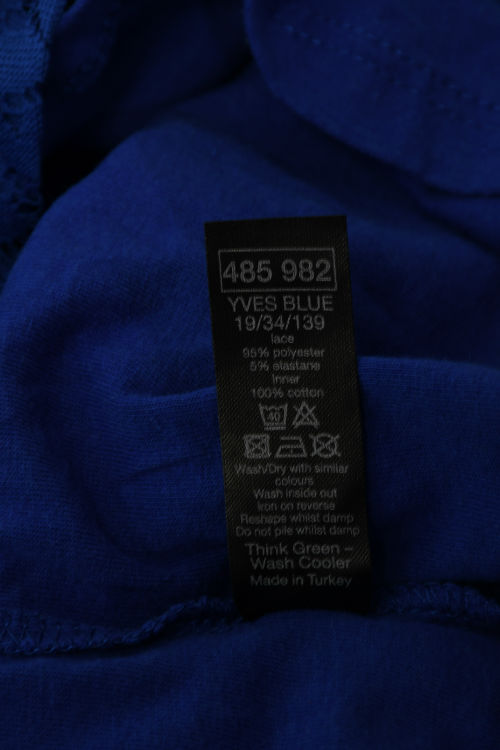 485 982
YVES BLUE
19/34/139
lace
95% polyester
5% elastane
Inner
100% cotton
40
Wash/Dry with similar
colours
Wash inside out
Iron on reverse
Reshape whilst damp
Do not pile whilst damp
Think Green –
Wash Cooler
Made in Turkey